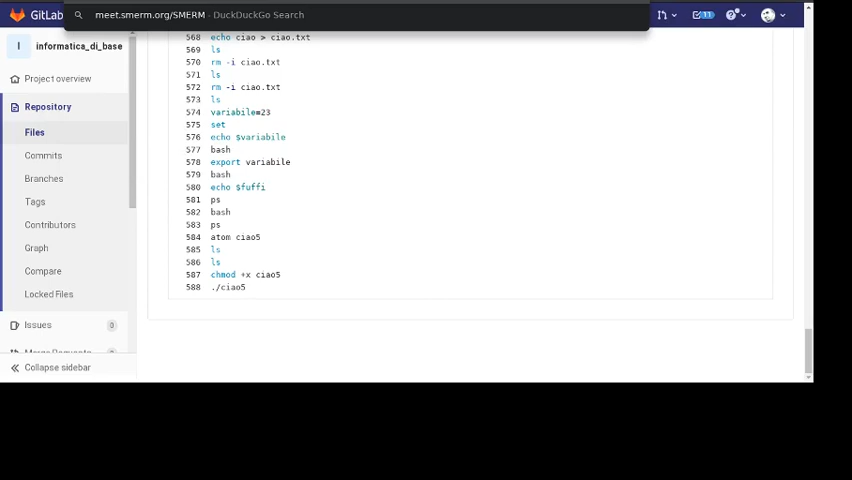 GitLab
meet.smerm.org/SMERM - DuckDuckGo Search
11
I informatica_di_base
Project overview
Repository
Files
Commits
Branches
Tags
Contributors
Graph
Compare
Locked Files
Issues 0
Merge Requests
Collapse sidebar
568 echo ciao > ciao.txt
569 ls
570 rm -i ciao.txt
571 ls
572 rm -i ciao.txt
573 ls
574 variabile=23
575 set
576 echo $variabile
577 bash
578 export variabile
579 bash
580 echo $fuffi
581 ps
582 bash
583 ps
584 atom ciao5
585 ls
586 ls
587 chmod +x ciao5
588 ./ciao5